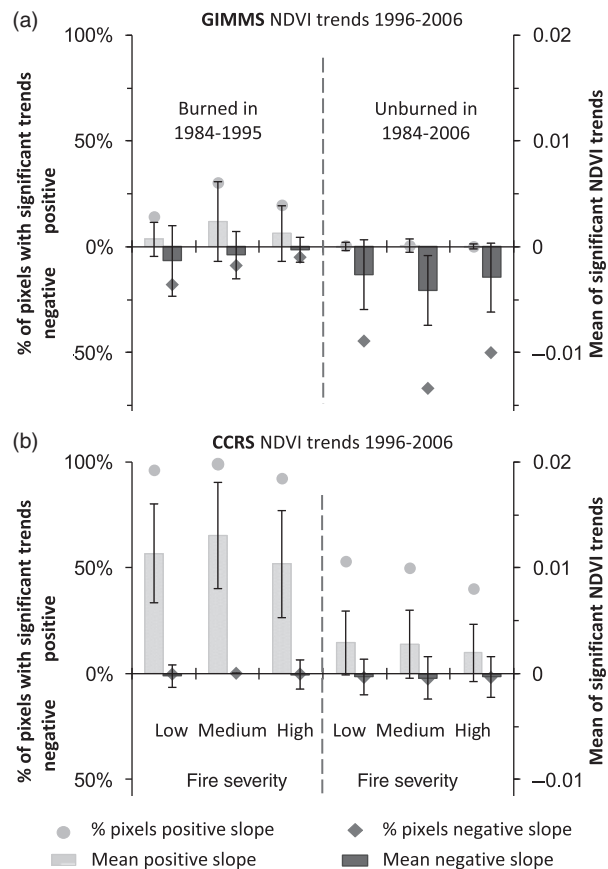 (a)
GIMMS NDVI trends 1996-2006
100%
50%
0%
50%
0.02
0.01
0
−0.01
% of pixels with significant trends
negative positive
Mean of significant NDVI trends
Burned in
1984-1995
Unburned in
1984-2006
(b)
CCRS NDVI trends 1996-2006
100%
50%
0%
50%
0.02
0.01
0
−0.01
% of pixels with significant trends
negative positive
Mean of significant NDVI trends
Low Medium High Low Medium High
Fire severity Fire severity
% pixels positive slope % pixels negative slope
Mean positive slope Mean negative slope